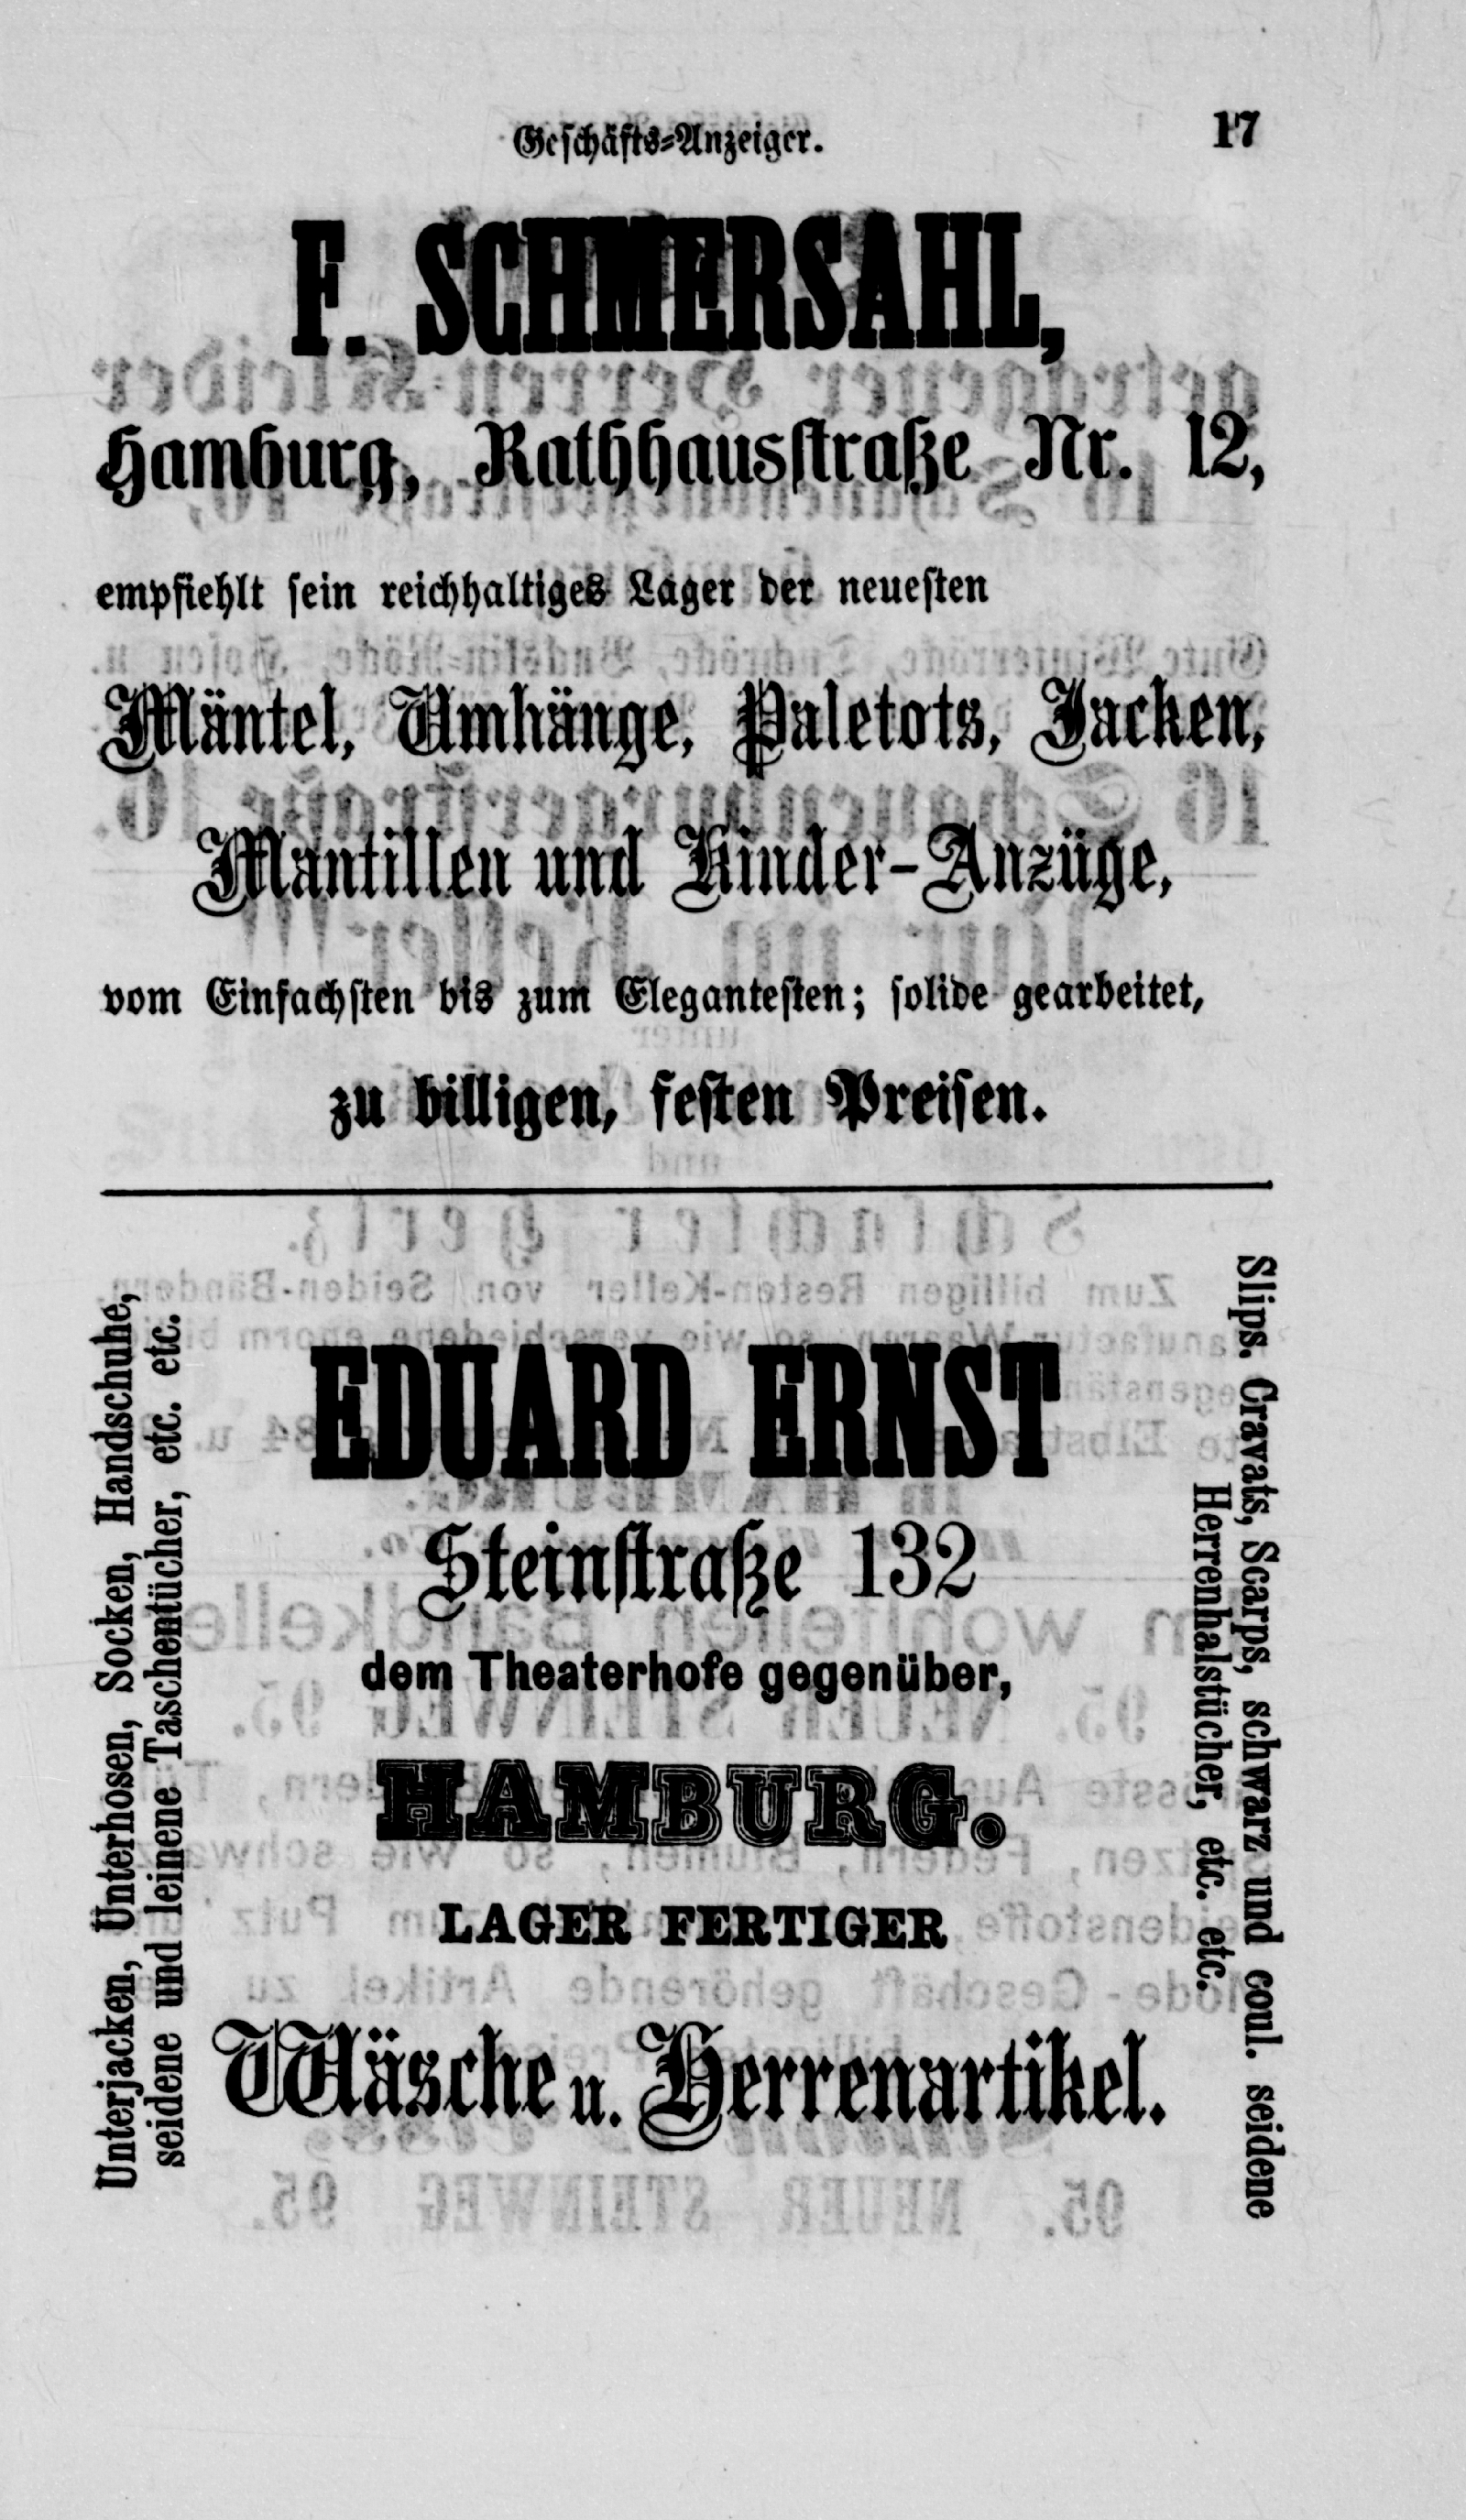 Geschäfts-Anzeiger.
17
F. SCHMERSAHL,
Hamburg, Rathhausstraße Nr. 12,
empfiehlt sein reichhaltiges Lager der neuesten
Mäntel, Umhänge, Paletots, Jacken,
Mantillen und Kinder-Anzüge,
vom Einfachsten bis zum Elegantesten; solide gearbeitet,
zu billigen, festen Preisen.
Unterjacken, Unterhosen, Socken, Handschuhe,
seidene und leinene Taschentücher, etc. etc.
EDUARD ERNST
Steinstraße 132
dem Theaterhofe gegenüber,
HAMBURG.
LAGER FERTIGER
Wäsche u. Herrenartikel.
Slips. Cravats, Scarps, schwarz und coul. seidene
Herrenhalstücher, etc. etc.